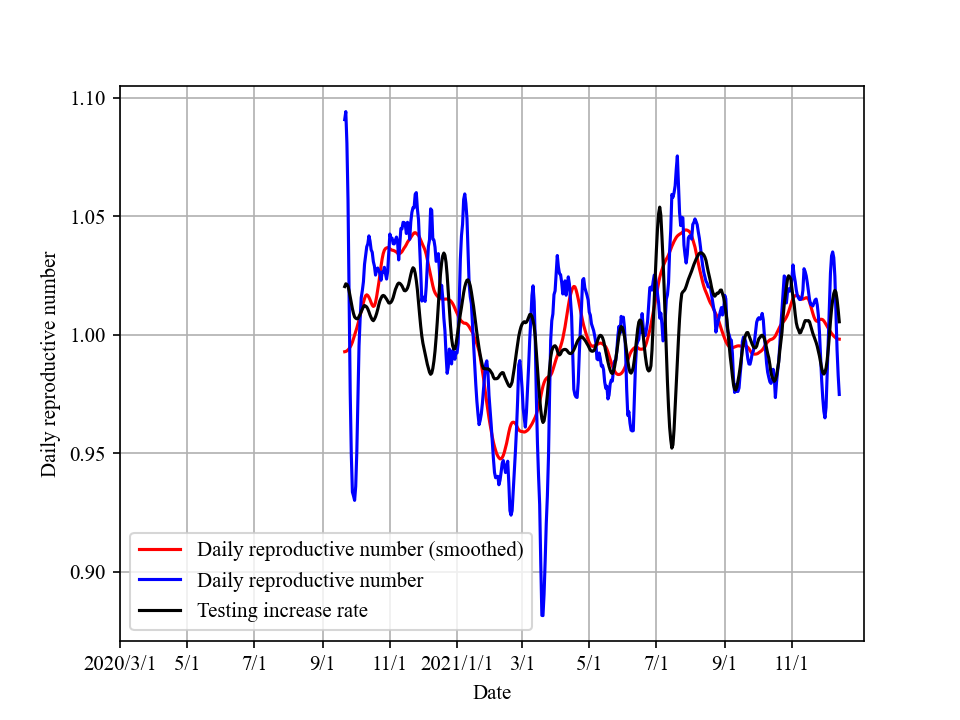 1.10
1.05
1.00
0.95
0.90
Daily reproductive number
Daily reproductive number (smoothed)
Daily reproductive number
Testing increase rate
2020/3/1 5/1 7/1 9/1 11/1 2021/1/1 3/1 5/1 7/1 9/1 11/1
Date